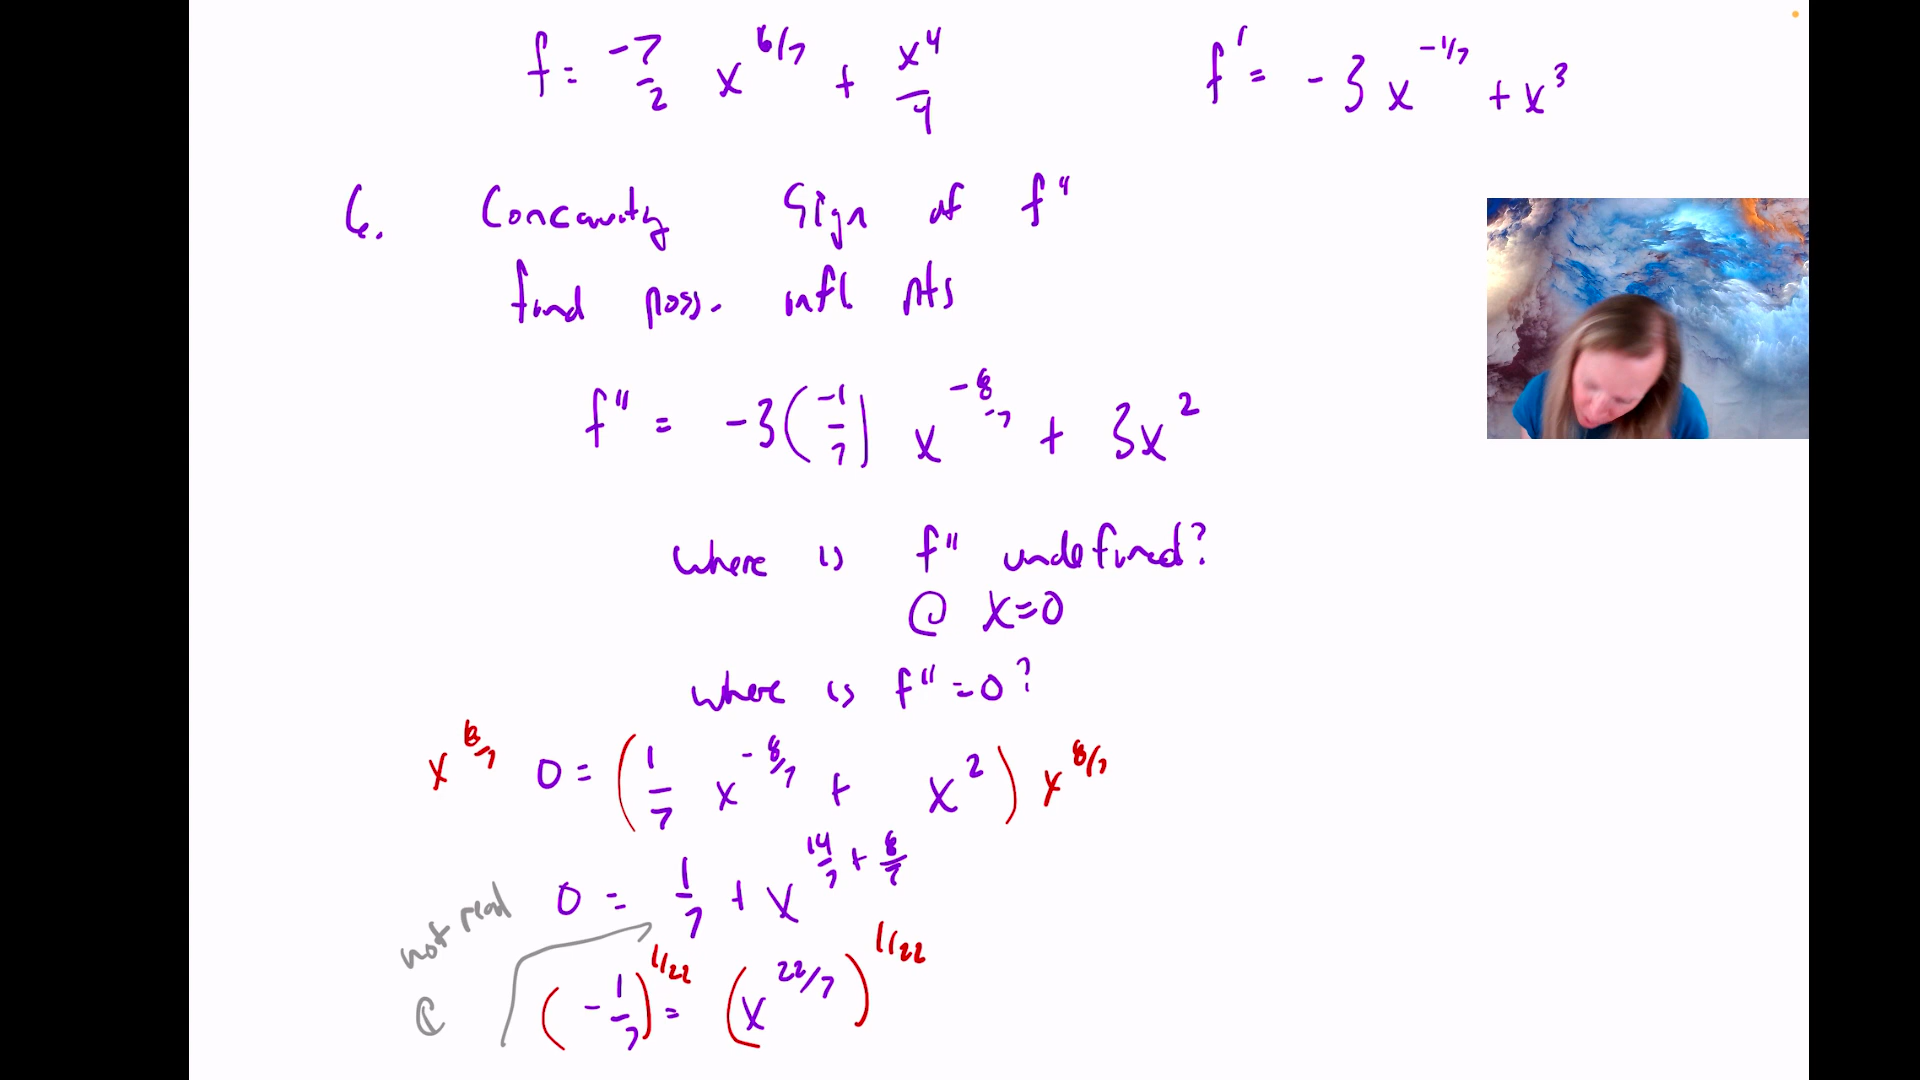 f = -7/2 x^6/7 + x^4/4 f' = -3x^-1/7 + x^3
6. Concavity Sign of f''
find poss. infl pts
f'' = -3(-1/7) x^-8/7 + 3x^2
where is f'' undefined?
@ x=0
where is f''=0?
x^8/7 0 = (1/7 x^-8/7 + x^2) x^8/7
not real 0 = 1/7 + x^14/7 + 8/7
ℂ (-1/7)^1/22 = (x^22/7)^1/22